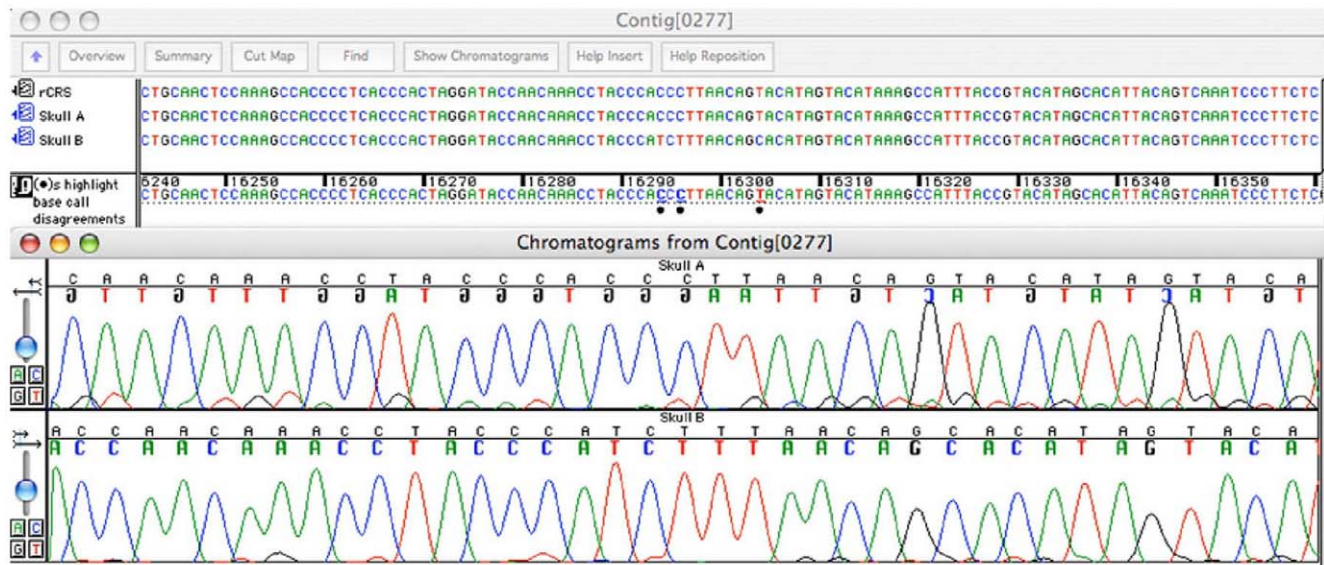 Contig[0277]
Overview Summary Cut Map Find Show Chromatograms Help Insert Help Reposition
rCRS CTGCAACTCCAAAGCCACCCCTCACCCACTAGGATACCAACAAACCTACCCACCCTTAACAGTACATAGTACATAAAGCCATTTACCGTACATAGCACATTACAGTCAAATCCCTTCTC
Skull A CTGCAACTCCAAAGCCACCCCTCACCCACTAGGATACCAACAAACCTACCCACCCTTAACAGTACATAGTACATAAAGCCATTTACCGTACATAGCACATTACAGTCAAATCCCTTCTC
Skull B CTGCAACTCCAAAGCCACCCCTCACCCACTAGGATACCAACAAACCTACCCATCTTTAACAGCACATAGTACATAAAGCCATTTACCGTACATAGCACATTACAGTCAAATCCCTTCTC
(•)s highlight 6240 16250 16260 16270 16280 16290 16300 16310 16320 16330 16340 16350
base call CTGCAACTCCAAAGCCACCCCTCACCCACTAGGATACCAACAAACCTACCCACCCTTAACAGTACATAGTACATAAAGCCATTTACCGTACATAGCACATTACAGTCAAATCCCTTCTC
disagreements
Chromatograms from Contig[0277]
Skull A
C A A C A A A C C T A C C C A C C C T T A A C A G T A C A T A G T A C A
G T T G T T T G G A T G G G T G G G A A T T G T C A T G T A T C A T G T
A C
G T
Skull B
A C C A A C A A A C C T A C C C A T C T T T A A C A G C A C A T A G T A C A
A C C A A C A A A C C T A C C C A T C T T T A A C A G C A C A T A G T A C A T
A C
G T